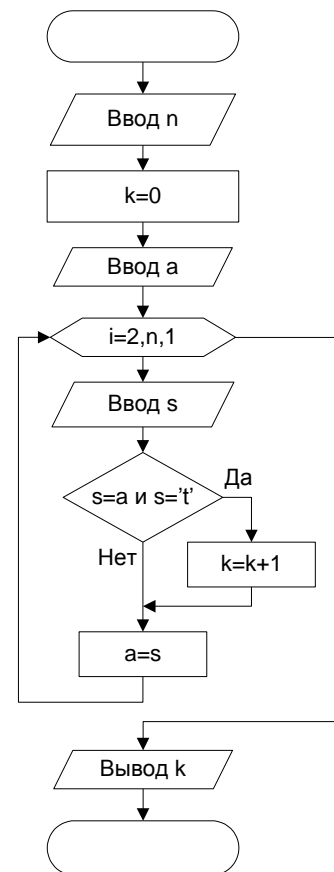 Ввод n
k=0
Ввод a
i=2,n,1
Ввод s
s=a и s='t'
Да
Нет
k=k+1
a=s
Вывод k